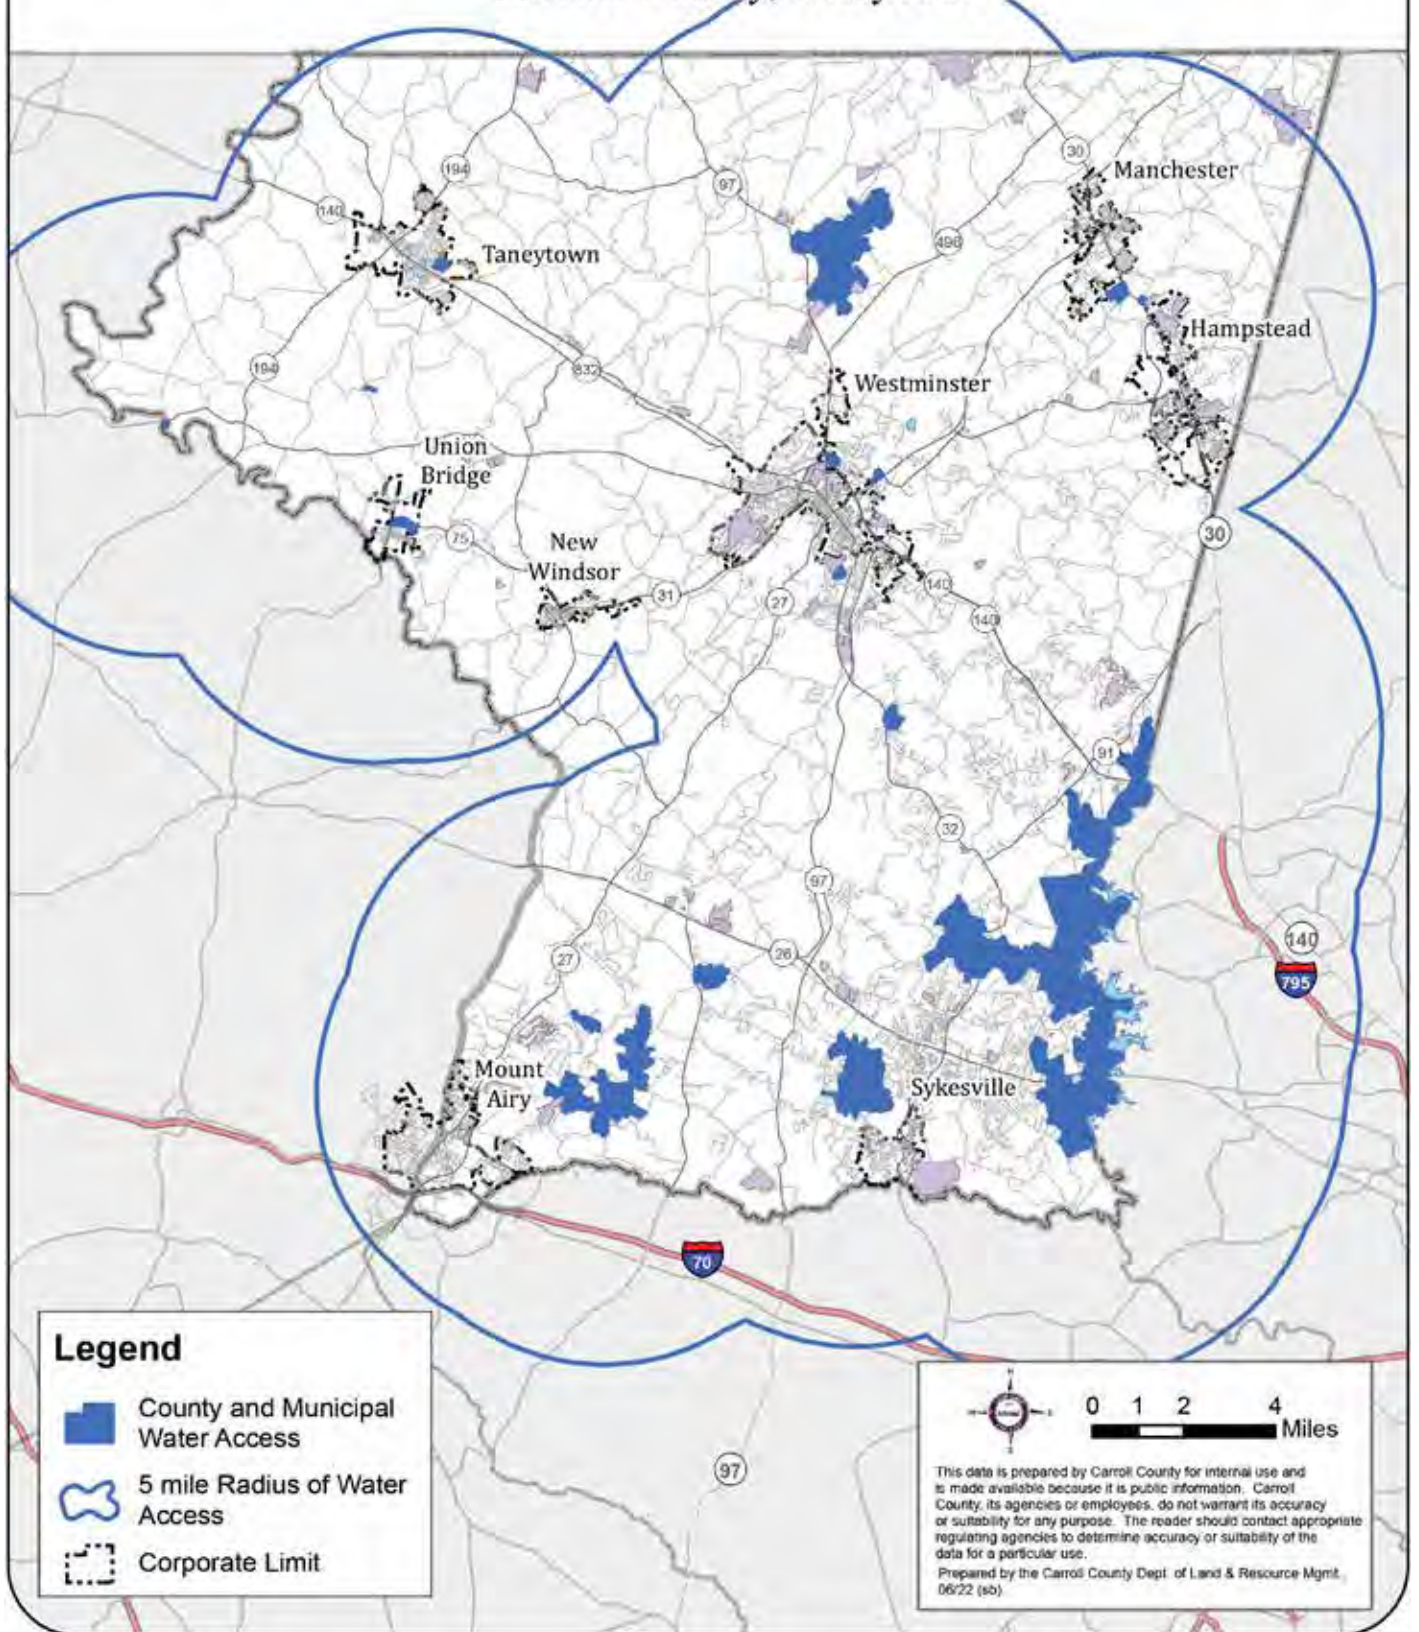 30
Manchester
194
97
140
Taneytown
496
Hampstead
194
832
Westminster
Union
Bridge
75
New
Windsor
30
31
27
140
140
91
32
97
27
26
140
795
Mount
Airy
Sykesville
70
97
Legend
County and Municipal
Water Access
5 mile Radius of Water
Access
Corporate Limit
0 1 2 4
Miles
This data is prepared by Carroll County for internal use and
is made available because it is public information. Carroll
County, its agencies or employees, do not warrant its accuracy
or suitability for any purpose. The reader should contact appropriate
regulating agencies to determine accuracy or suitability of the
data for a particular use.
Prepared by the Carroll County Dept. of Land & Resource Mgmt.
06/22 (sb)